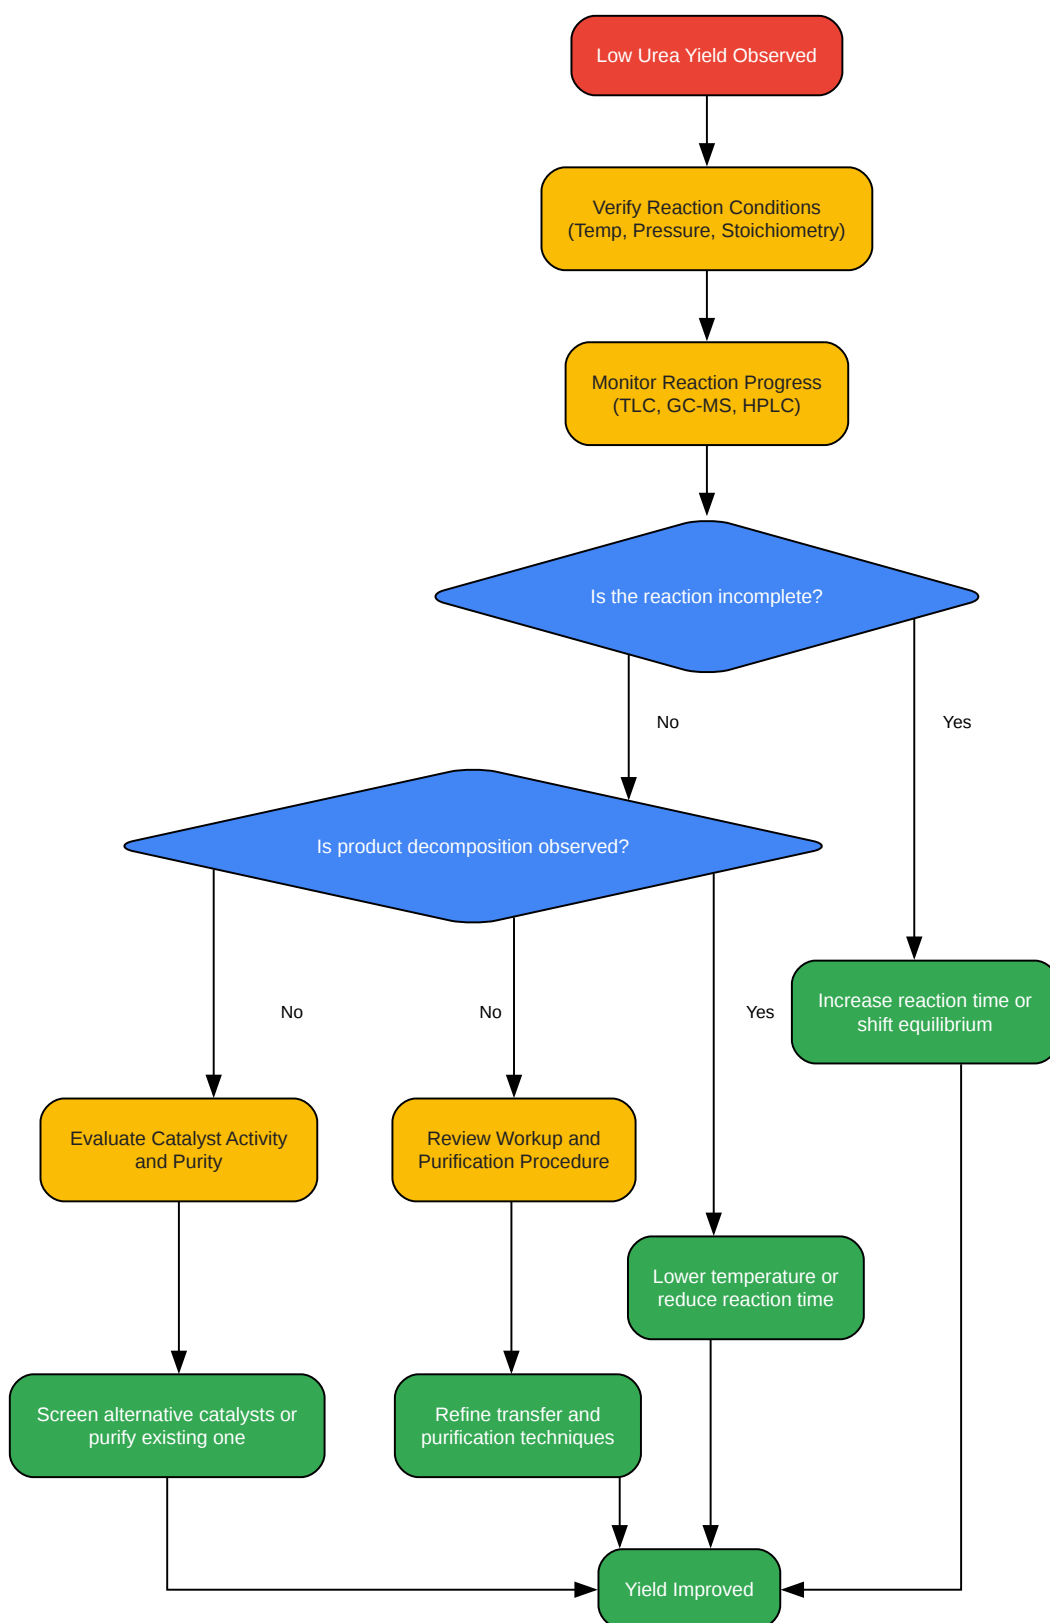 Low Urea Yield Observed
Verify Reaction Conditions
(Temp, Pressure, Stoichiometry)
Monitor Reaction Progress
(TLC, GC-MS, HPLC)
Is the reaction incomplete?
No
Yes
Is product decomposition observed?
No
No
Yes
Increase reaction time or
shift equilibrium
Evaluate Catalyst Activity
and Purity
Review Workup and
Purification Procedure
Lower temperature or
reduce reaction time
Screen alternative catalysts or
purify existing one
Refine transfer and
purification techniques
Yield Improved